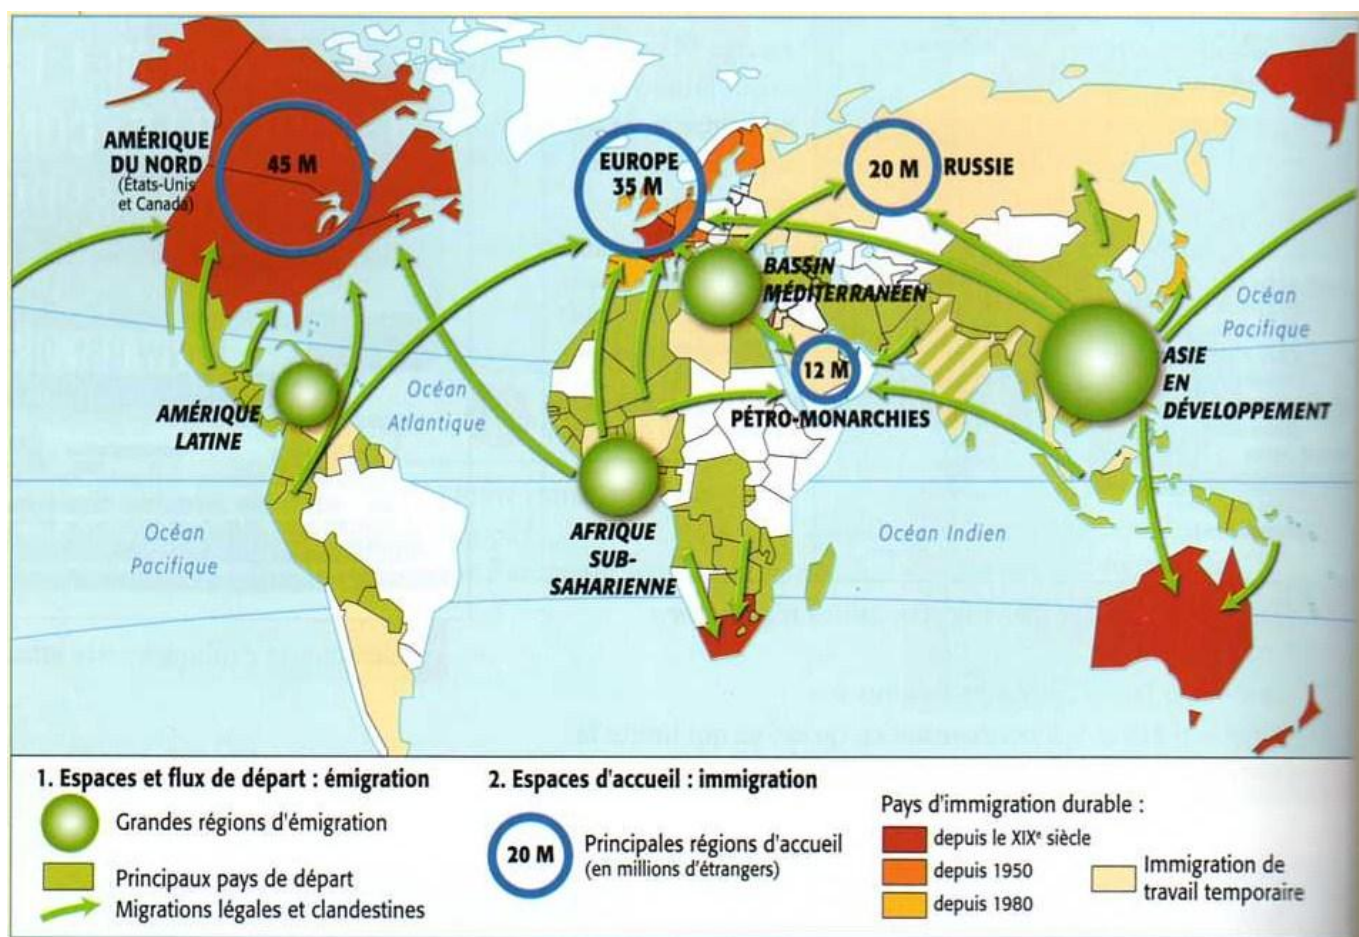 AMÉRIQUE
DU NORD
(États-Unis
et Canada)
45 M
EUROPE
35 M
20 M
RUSSIE
BASSIN
MÉDITERRANÉEN
12 M
PÉTRO-MONARCHIES
Océan
Pacifique
ASIE
EN
DÉVELOPPEMENT
Océan
Atlantique
AMÉRIQUE
LATINE
AFRIQUE
SUB-
SAHARIENNE
Océan
Pacifique
Océan Indien
1. Espaces et flux de départ : émigration
Grandes régions d'émigration
Principaux pays de départ
Migrations légales et clandestines
2. Espaces d'accueil : immigration
20 M
Principales régions d'accueil
(en millions d'étrangers)
Pays d'immigration durable :
depuis le XIXe siècle
depuis 1950
depuis 1980
Immigration de
travail temporaire